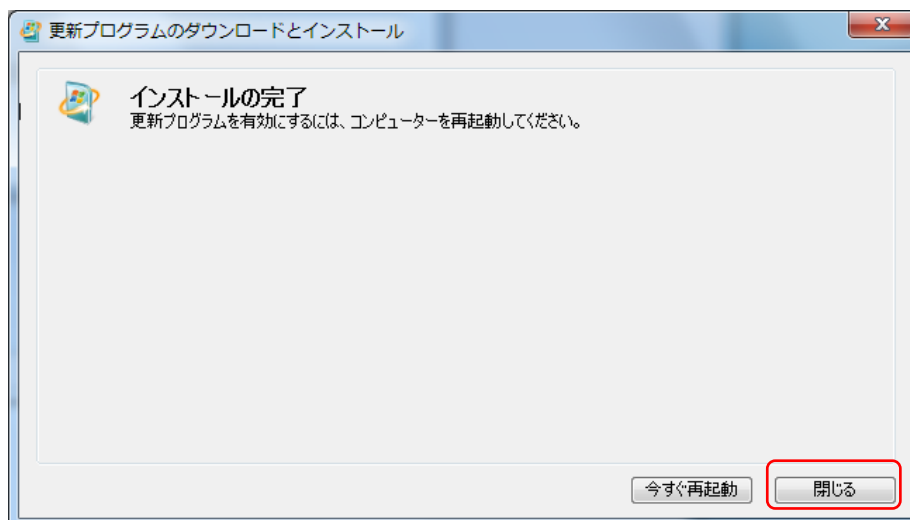 更新プログラムのダウンロードとインストール
インストールの完了
更新プログラムを有効にするには、コンピューターを再起動してください。
今すぐ再起動
閉じる